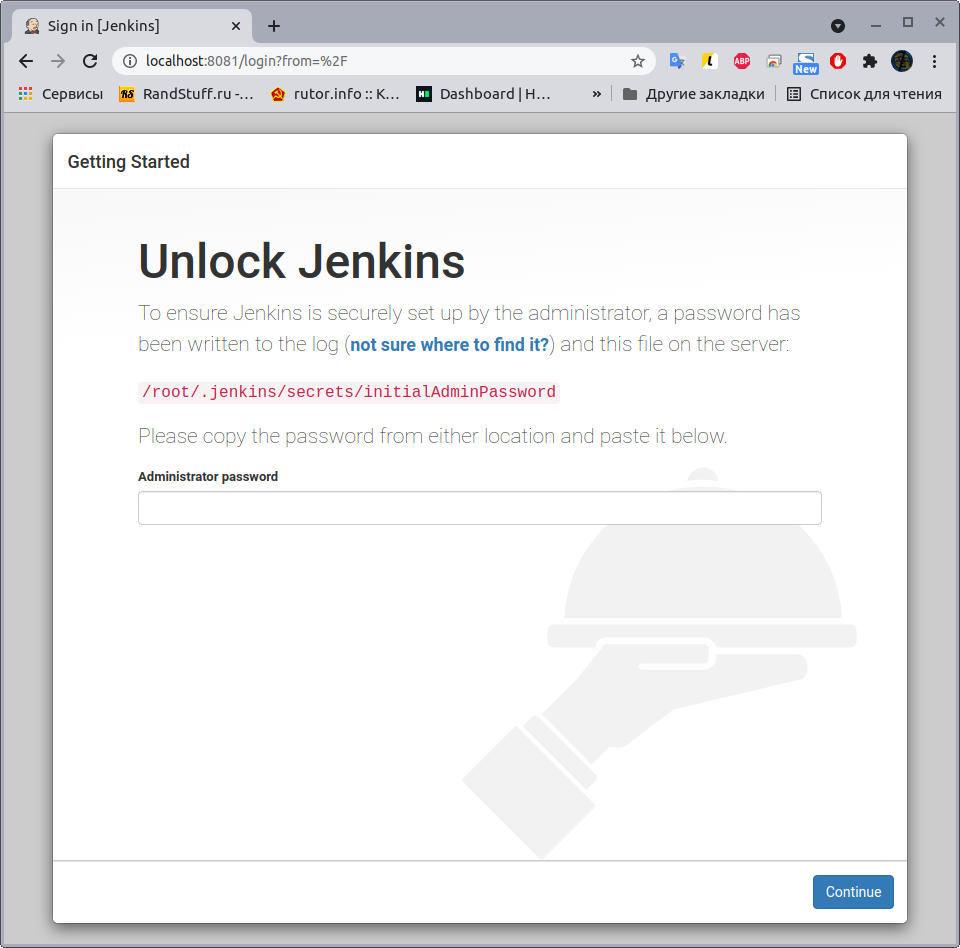 Sign in [Jenkins]
localhost:8081/login?from=%2F
ABP
New
Сервисы
RS
RandStuff.ru -...
rutor.info :: K...
H
Dashboard | H...
»
Другие закладки
Список для чтения
Getting Started
Unlock Jenkins
To ensure Jenkins is securely set up by the administrator, a password has
been written to the log (not sure where to find it?) and this file on the server:
/root/.jenkins/secrets/initialAdminPassword
Please copy the password from either location and paste it below.
Administrator password
Continue